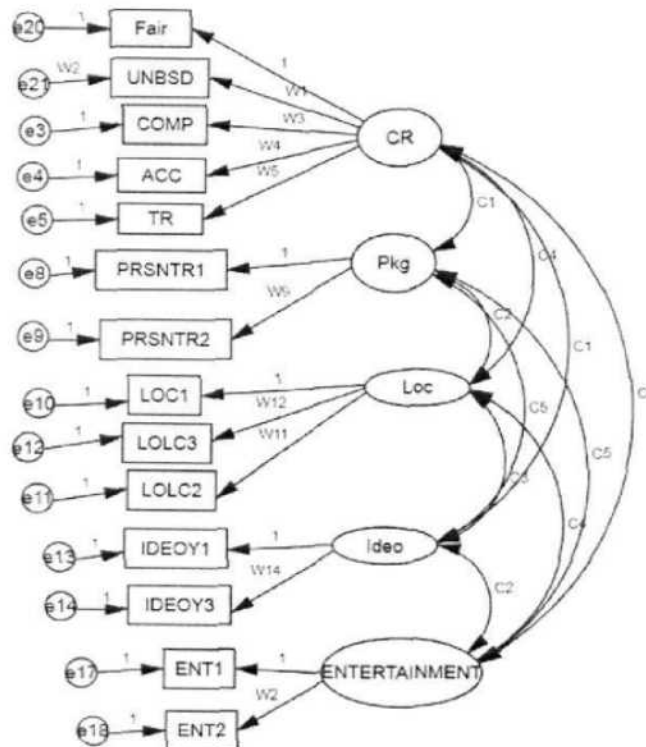 e20 1 Fair
1
e21 W2 UNBSD
W1
e3 1 COMP
W3
CR
e4 1 ACC
W4
e5 1 TR
W5
C1
e8 1 PRSNTR1
1
Pkg
C4
e9 1 PRSNTR2
W9
C2
C1
e10 1 LOC1
1
Loc
C
W12
e12 1 LOLC3
W11
C5
C5
e11 1 LOLC2
C3
C4
e13 1 IDEOY1
1
Ideo
W14
e14 1 IDEOY3
C2
e17 1 ENT1
1
ENTERTAINMENT
W2
e18 1 ENT2